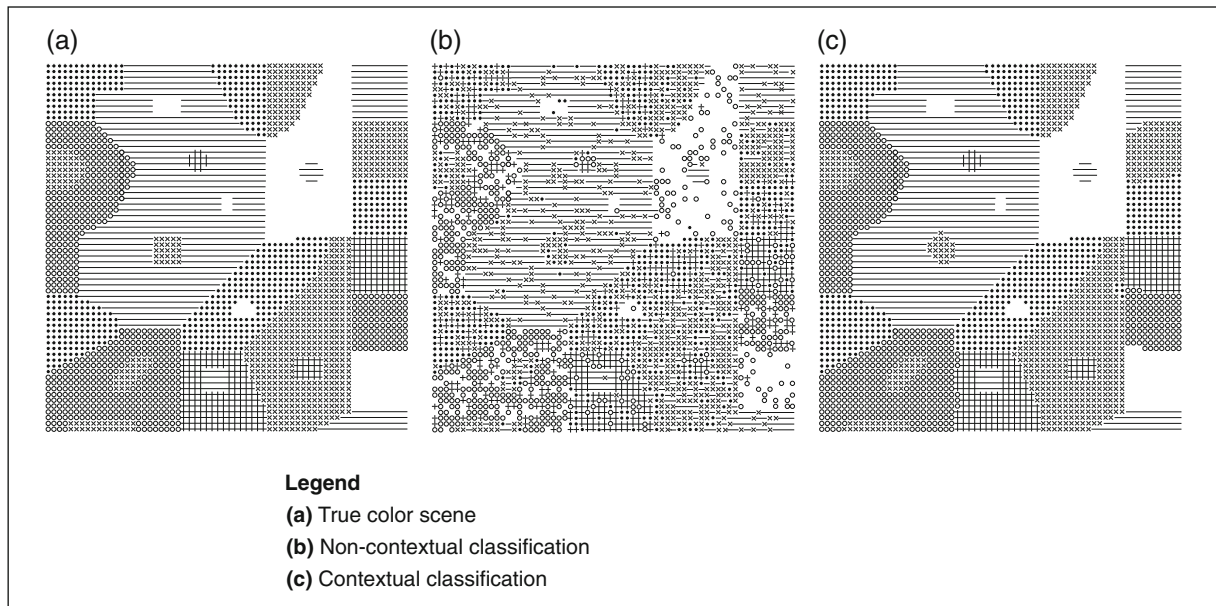 (a) (b) (c)
Legend
(a) True color scene
(b) Non-contextual classification
(c) Contextual classification